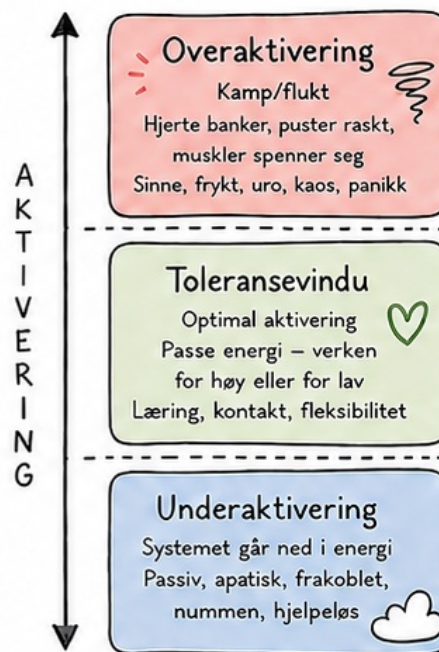 AKTIVERING
Overaktivering
Kamp/flukt
Hjerte banker, puster raskt,
muskler spenner seg
Sinne, frykt, uro, kaos, panikk
Toleransevindu
Optimal aktivering
Passe energi – verken
for høy eller for lav
Læring, kontakt, fleksibilitet
Underaktivering
Systemet går ned i energi
Passiv, apatisk, frakoblet,
nummen, hjelpeløs